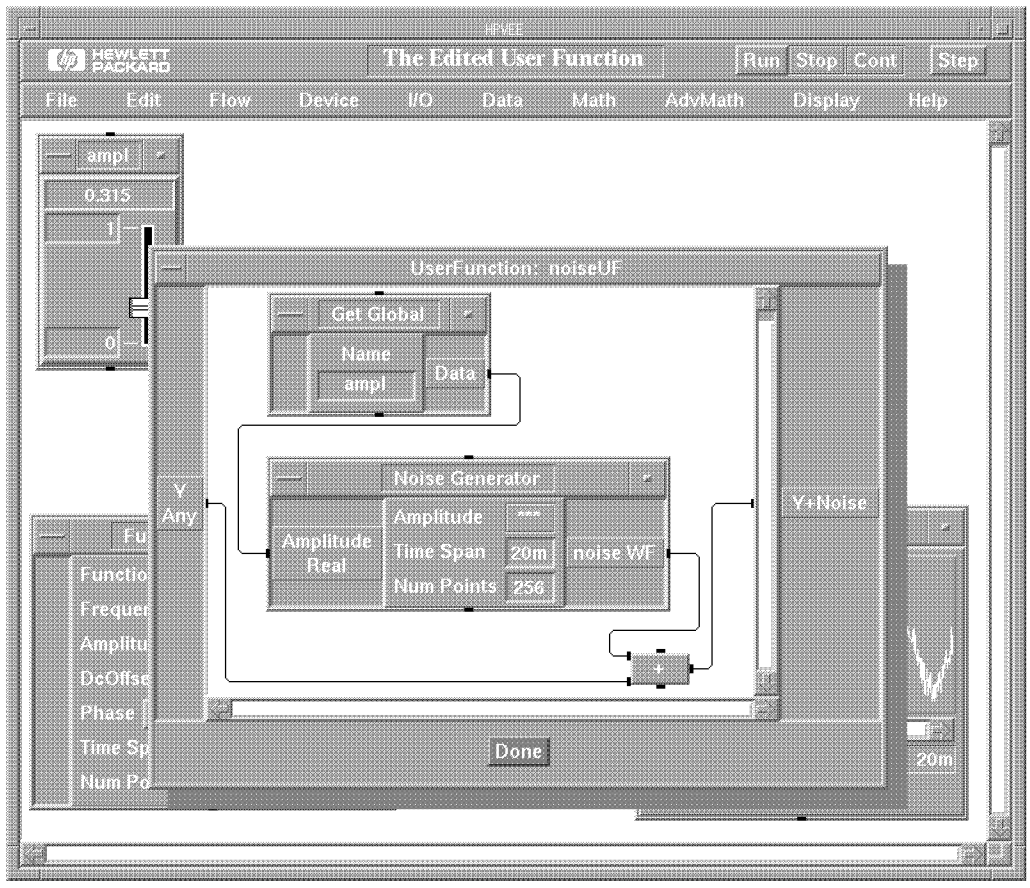 HPVEE
hp HEWLETT PACKARD
The Edited User Function
Run Stop Cont Step
File Edit Flow Device I/O Data Math AdvMath Display Help
ampl
0.315
1
0
UserFunction: noiseUF
Get Global
Name
ampl
Data
Noise Generator
Y
Any
Amplitude
Real
Amplitude ***
Time Span 20m
Num Points 256
noise WF
Y+Noise
+
Fu
Functio
Frequer
Amplitu
DcOffse
Phase
Time Sp
Num Po
20m
Done